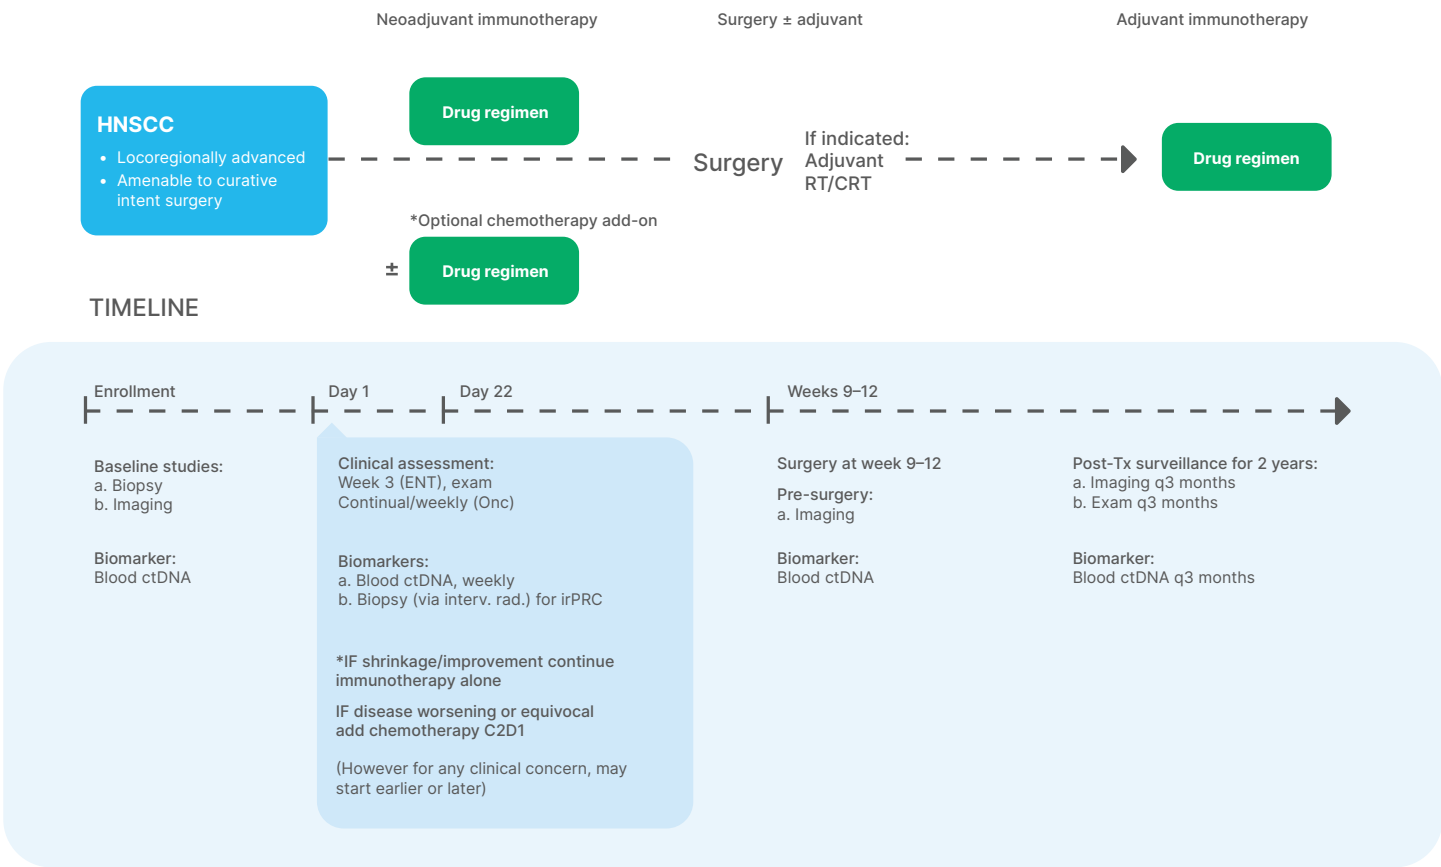 Neoadjuvant immunotherapy
Surgery ± adjuvant
Adjuvant immunotherapy
HNSCC
• Locoregionally advanced
• Amenable to curative
intent surgery
Drug regimen
Surgery
If indicated:
Adjuvant
RT/CRT
Drug regimen
*Optional chemotherapy add-on
±
Drug regimen
TIMELINE
Enrollment
Day 1
Day 22
Weeks 9–12
Baseline studies:
a. Biopsy
b. Imaging
Biomarker:
Blood ctDNA
Clinical assessment:
Week 3 (ENT), exam
Continual/weekly (Onc)
Biomarkers:
a. Blood ctDNA, weekly
b. Biopsy (via interv. rad.) for irPRC
*IF shrinkage/improvement continue
immunotherapy alone
IF disease worsening or equivocal
add chemotherapy C2D1
(However for any clinical concern, may
start earlier or later)
Surgery at week 9–12
Pre-surgery:
a. Imaging
Biomarker:
Blood ctDNA
Post-Tx surveillance for 2 years:
a. Imaging q3 months
b. Exam q3 months
Biomarker:
Blood ctDNA q3 months